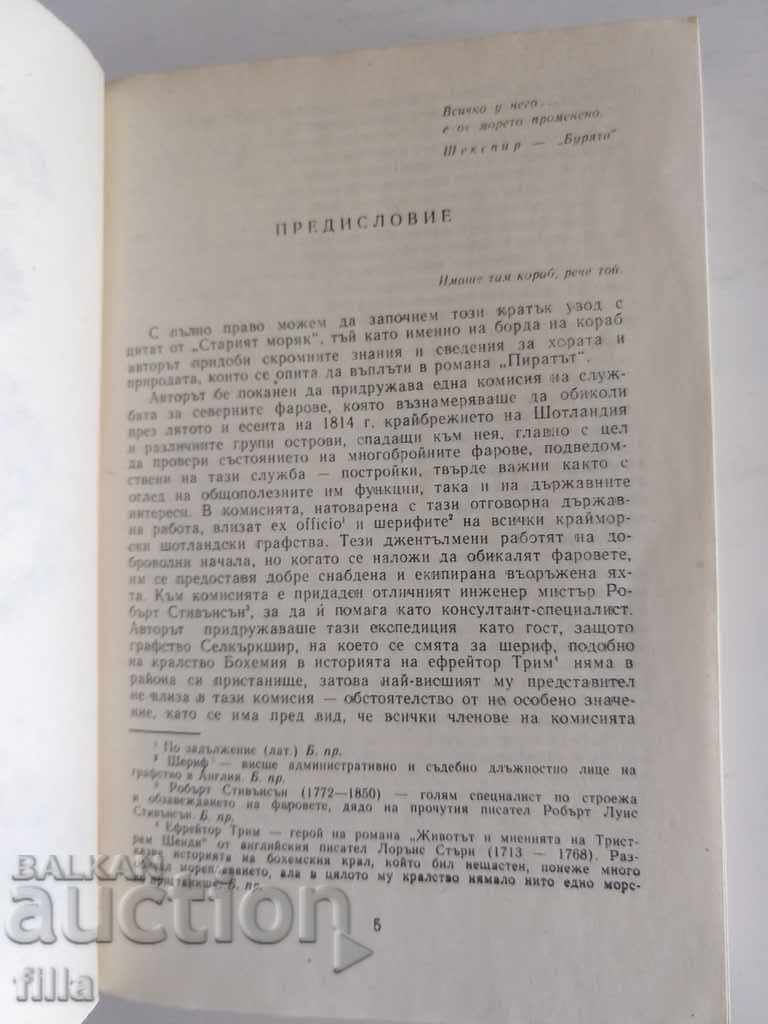 Всичко у него...
е от морето променено.
Шекспир — „Бурята"
ПРЕДИСЛОВИЕ
Имаше там кораб, рече той.
С пълно право можем да започнем този кратък увод с
цитат от „Старият моряк", тъй като именно на борда на кораб
авторът придоби скромните знания и сведения за хората и
природата, които се опита да въплъти в романа „Пиратът".
Авторът бе поканен да придружава една комисия на служ-
бата за северните фарове, която възнамеряваше да обиколи
през лятото и есента на 1814 г. крайбрежието на Шотландия
и различните групи острови, спадащи към нея, главно с цел
да провери състоянието на многобройните фарове, подведом-
ствени на тази служба — постройки, твърде важни както с
оглед на общополезните им функции, така и на държавните
интереси. В комисията, натоварена с тази отговорна държав-
на работа, влизат ex officio¹ и шерифите² на всички краймор-
ски шотландски графства. Тези джентълмени работят на до-
броволни начала, но когато се наложи да обикалят фаровете,
им се предоставя добре снабдена и екипирана въоръжена ях-
та. Към комисията е придаден отличният инженер мистър Ро-
бърт Стивънсън³, за да ѝ помага като консултант-специалист.
Авторът придружаваше тази експедиция като гост, защото
графство Селкъркшир, на което се смята за шериф, подобно
на кралство Бохемия в историята на ефрейтор Трим⁴ няма в
района си пристанище, затова най-висшият му представител
не влиза в тази комисия — обстоятелство от не особено значе-
ние, като се има пред вид, че всички членове на комисията
¹ По задължение (лат.) Б. пр.
² Шериф — висше административно и съдебно длъжностно лице на
графство в Англия. Б. пр.
³ Робърт Стивънсън (1772—1850) — голям специалист по строежа
и обзавеждането на фаровете, дядо на прочутия писател Робърт Луис
Стивънсън. Б. пр.
⁴ Ефрейтор Трим — герой на романа „Животът и мненията на Трист-
рам Шенди" от английския писател Лорънс Стърн (1713 — 1768). Раз-
историята на бохемския крал, който бил нещастен, понеже много
мореплаването, а в цялото му кралство нямало нито едно морс-
пристанище. Б. пр.
5
BALKAN
auction
filla